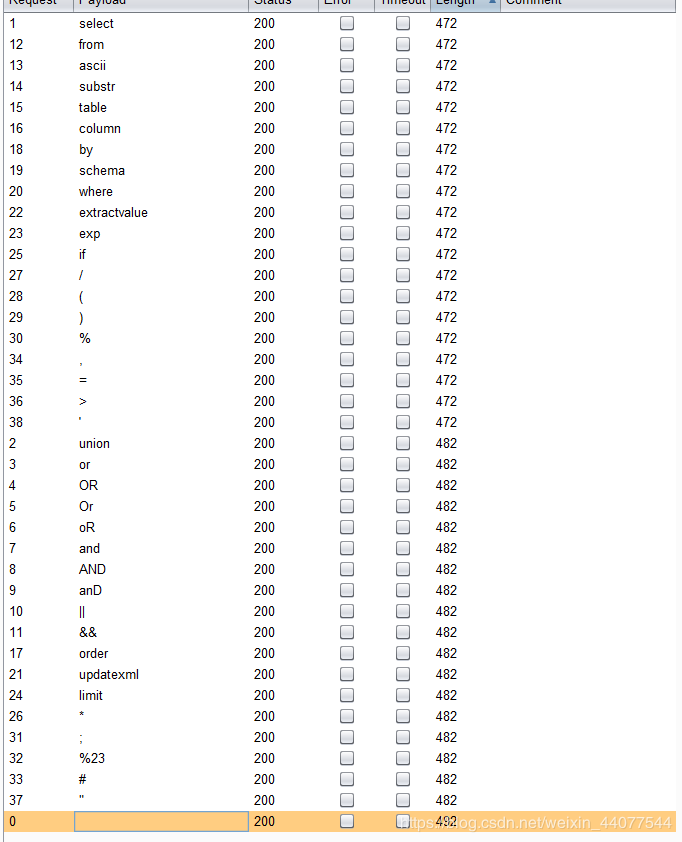 Request Payload Status Error Timeout Length Comment
1 select 200 472
12 from 200 472
13 ascii 200 472
14 substr 200 472
15 table 200 472
16 column 200 472
18 by 200 472
19 schema 200 472
20 where 200 472
22 extractvalue 200 472
23 exp 200 472
25 if 200 472
27 / 200 472
28 ( 200 472
29 ) 200 472
30 % 200 472
34 , 200 472
35 = 200 472
36 > 200 472
38 ' 200 472
2 union 200 482
3 or 200 482
4 OR 200 482
5 Or 200 482
6 oR 200 482
7 and 200 482
8 AND 200 482
9 anD 200 482
10 || 200 482
11 && 200 482
17 order 200 482
21 updatexml 200 482
24 limit 200 482
26 * 200 482
31 ; 200 482
32 %23 200 482
33 # 200 482
37 " 200 482
0 200 492
https://blog.csdn.net/weixin_44077544